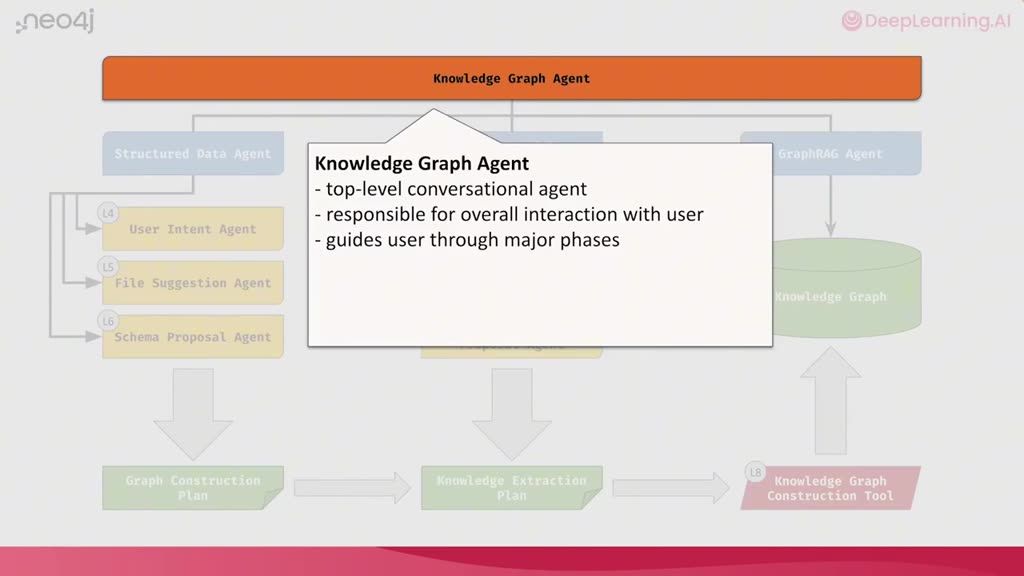 neo4j
DeepLearning.AI
Knowledge Graph Agent
Structured Data Agent
GraphRAG Agent
Knowledge Graph Agent
- top-level conversational agent
- responsible for overall interaction with user
- guides user through major phases
L4
User Intent Agent
L5
File Suggestion Agent
L6
Schema Proposal Agent
Knowledge Graph
Graph Construction
Plan
Knowledge Extraction
Plan
L8
Knowledge Graph
Construction Tool